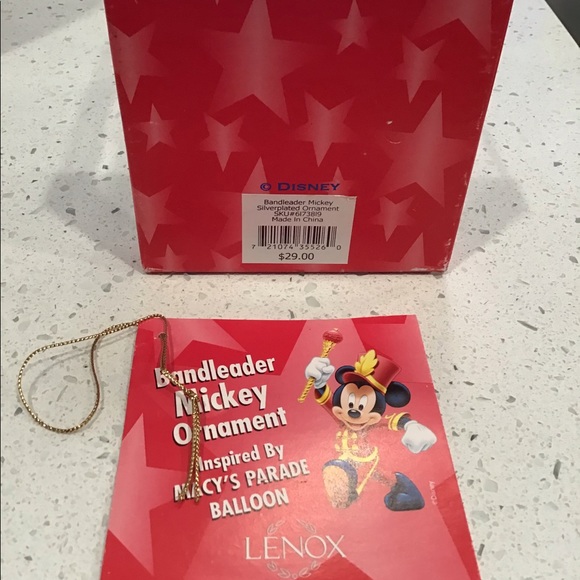 © DISNEY
Bandleader Mickey
Silverplated Ornament
SKU#6173819
Made In China
7 21074 35526 0
$29.00
Bandleader
Mickey
Ornament
Inspired By
MACY'S PARADE
BALLOON
LENOX